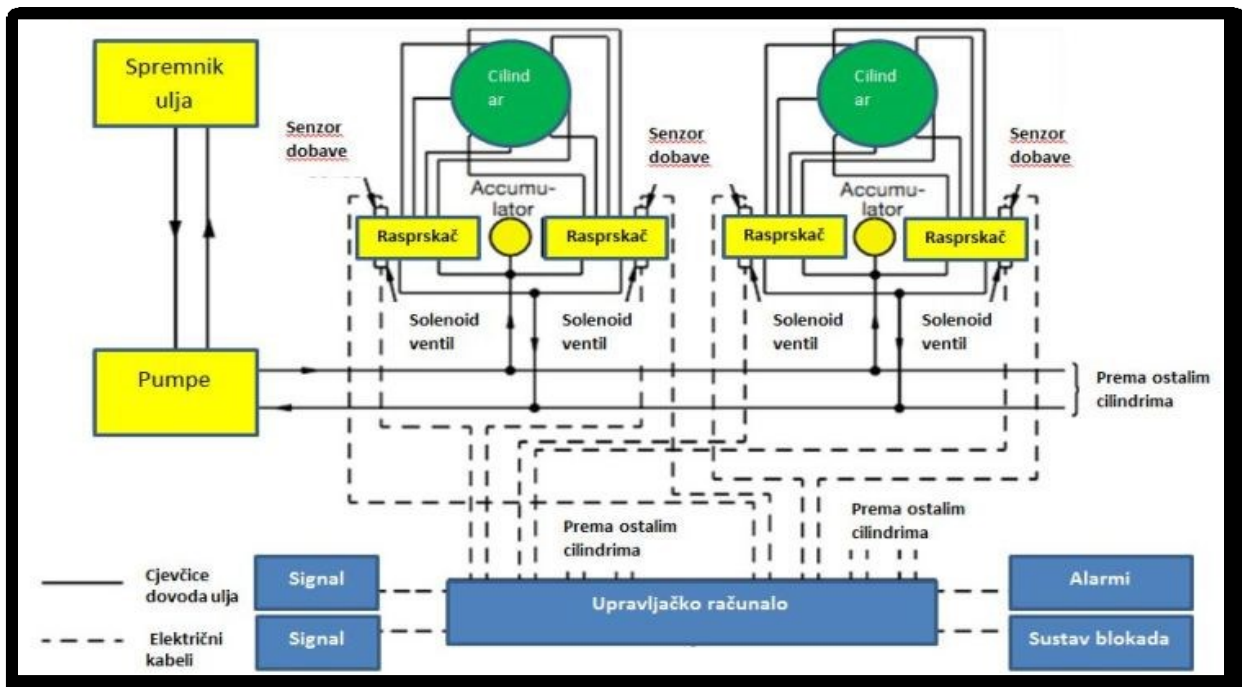 Spremnik
ulja
Cilind
ar
Cilind
ar
Senzor
dobave
Senzor
dobave
Senzor
dobave
Senzor
dobave
Accumu-
lator
Accumu-
lator
Rasprskač
Rasprskač
Rasprskač
Rasprskač
Solenoid
ventil
Solenoid
ventil
Solenoid
ventil
Solenoid
ventil
Pumpe
Prema ostalim
cilindrima
Prema ostalim
cilindrima
Prema ostalim
cilindrima
Cjevčice
dovoda ulja
Električni
kabeli
Signal
Signal
Upravljačko računalo
Alarmi
Sustav blokada